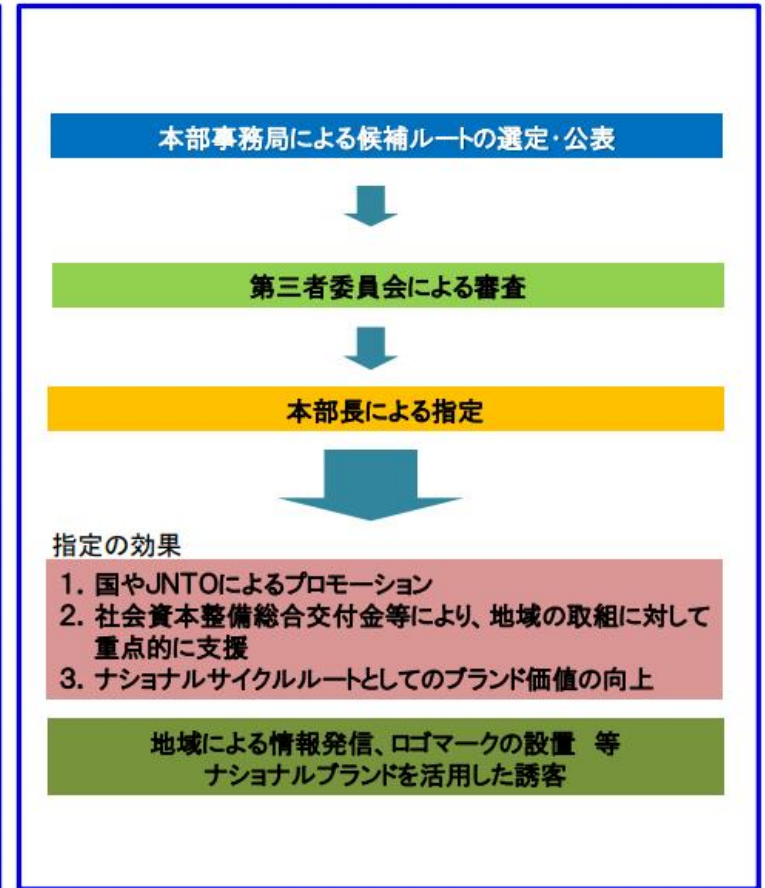 本部事務局による候補ルートの選定・公表
第三者委員会による審査
本部長による指定
指定の効果
1. 国やJNTOによるプロモーション
2. 社会資本整備総合交付金等により、地域の取組に対して
重点的に支援
3. ナショナルサイクルルートとしてのブランド価値の向上
地域による情報発信、ロゴマークの設置　等
ナショナルブランドを活用した誘客